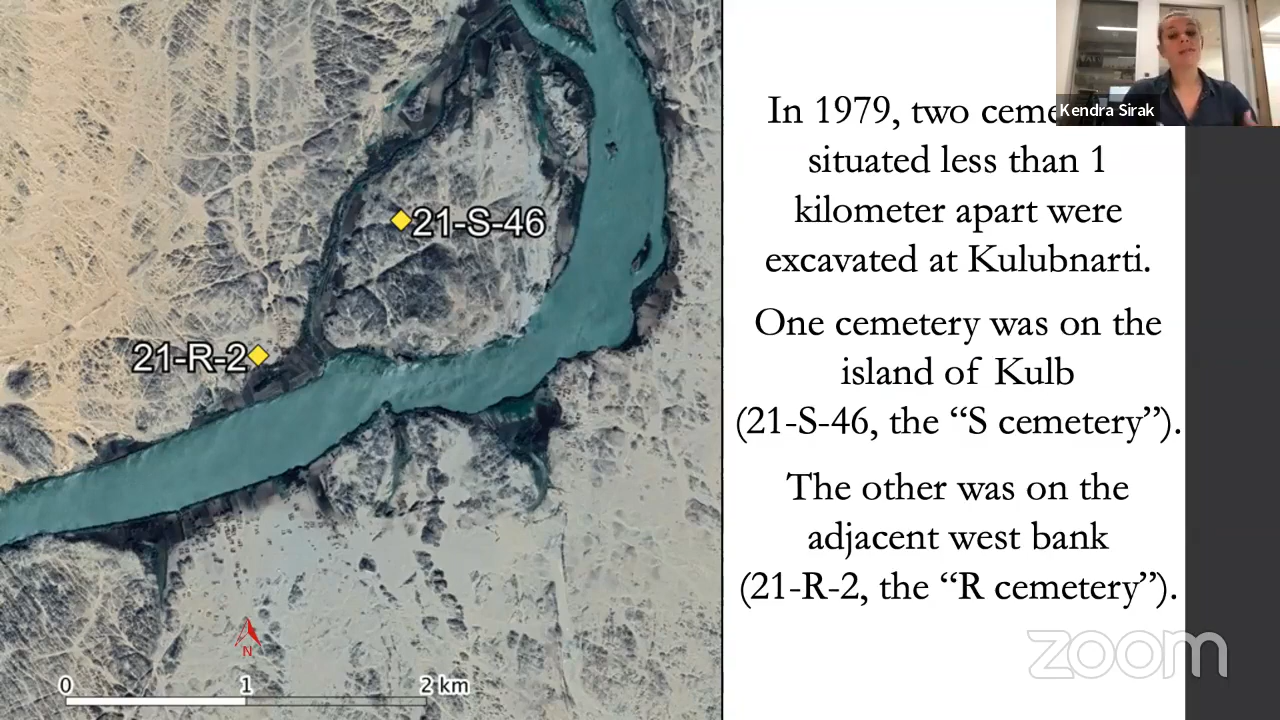 21-S-46
21-R-2
N
0 1 2 km
In 1979, two
situated less than 1
kilometer apart were
excavated at Kulubnarti.
One cemetery was on the
island of Kulb
(21-S-46, the “S cemetery”).
The other was on the
adjacent west bank
(21-R-2, the “R cemetery”).
Kendra Sirak
zoom